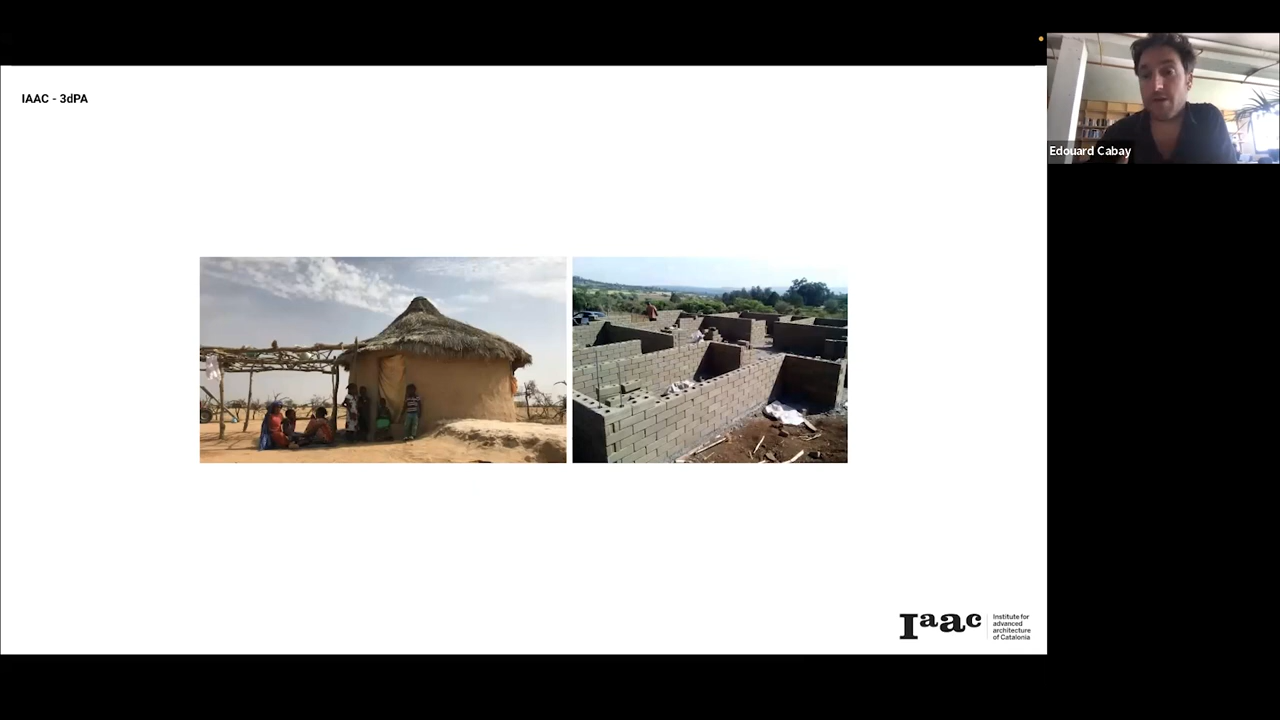 IAAC - 3dPA
Edouard Cabay
Iaac
Institute for
advanced
architecture
of Catalonia